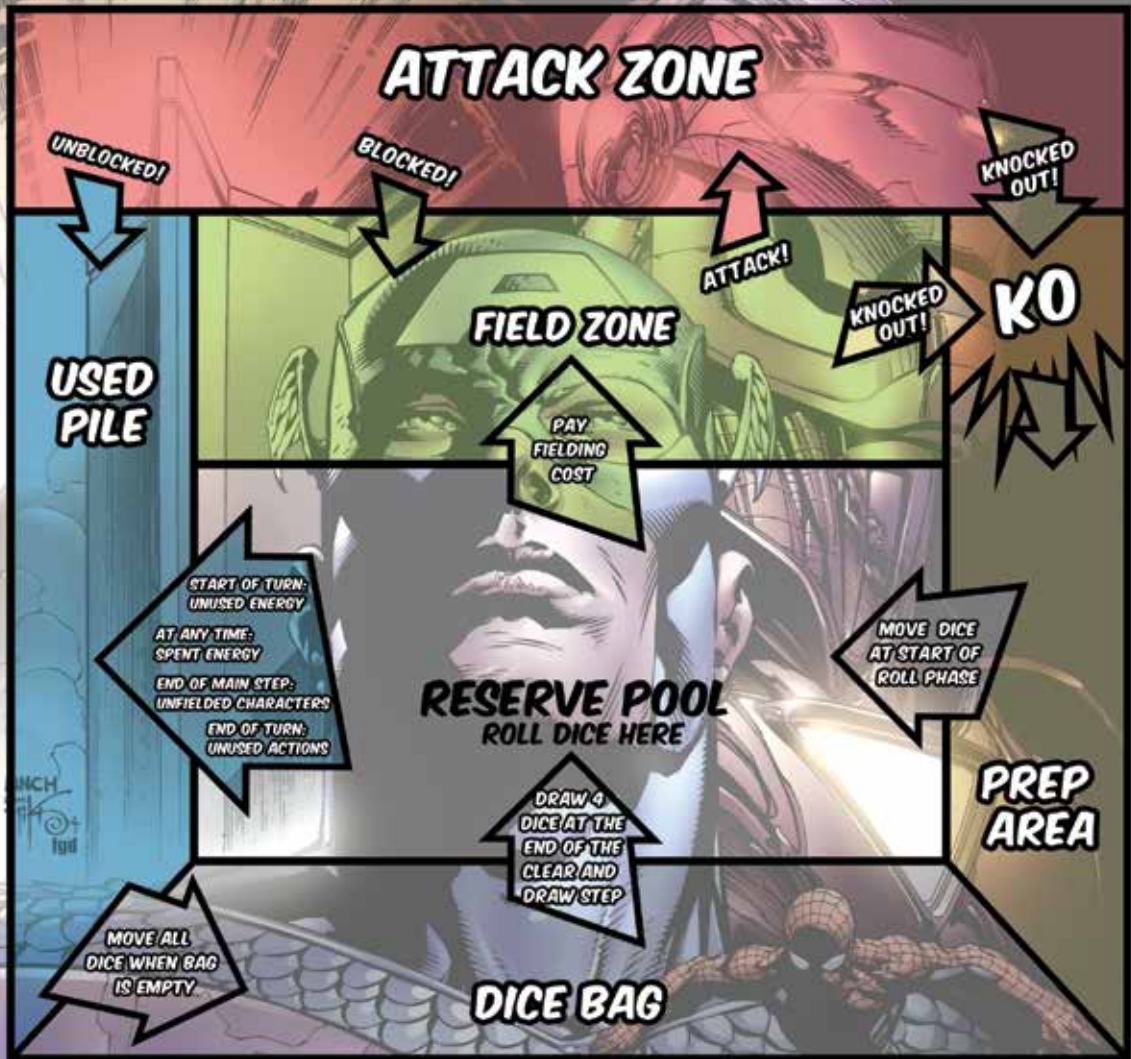 ATTACK ZONE
UNBLOCKED!
BLOCKED!
ATTACK!
KNOCKED
OUT!
KNOCKED
OUT!
KO
FIELD ZONE
USED
PILE
PAY
FIELDING
COST
START OF TURN:
UNUSED ENERGY
AT ANY TIME:
SPENT ENERGY
END OF MAIN STEP:
UNFIELDED CHARACTERS
END OF TURN:
UNUSED ACTIONS
MOVE DICE
AT START OF
ROLL PHASE
RESERVE POOL
ROLL DICE HERE
PREP
AREA
DRAW 4
DICE AT THE
END OF THE
CLEAR AND
DRAW STEP
MOVE ALL
DICE WHEN BAG
IS EMPTY
DICE BAG